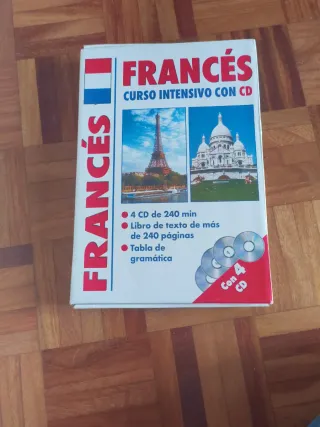 FRANCÉS
FRANCÉS
CURSO INTENSIVO CON CD
4 CD de 240 min
Libro de texto de más
de 240 páginas
Tabla de
gramática
Con 4
CD